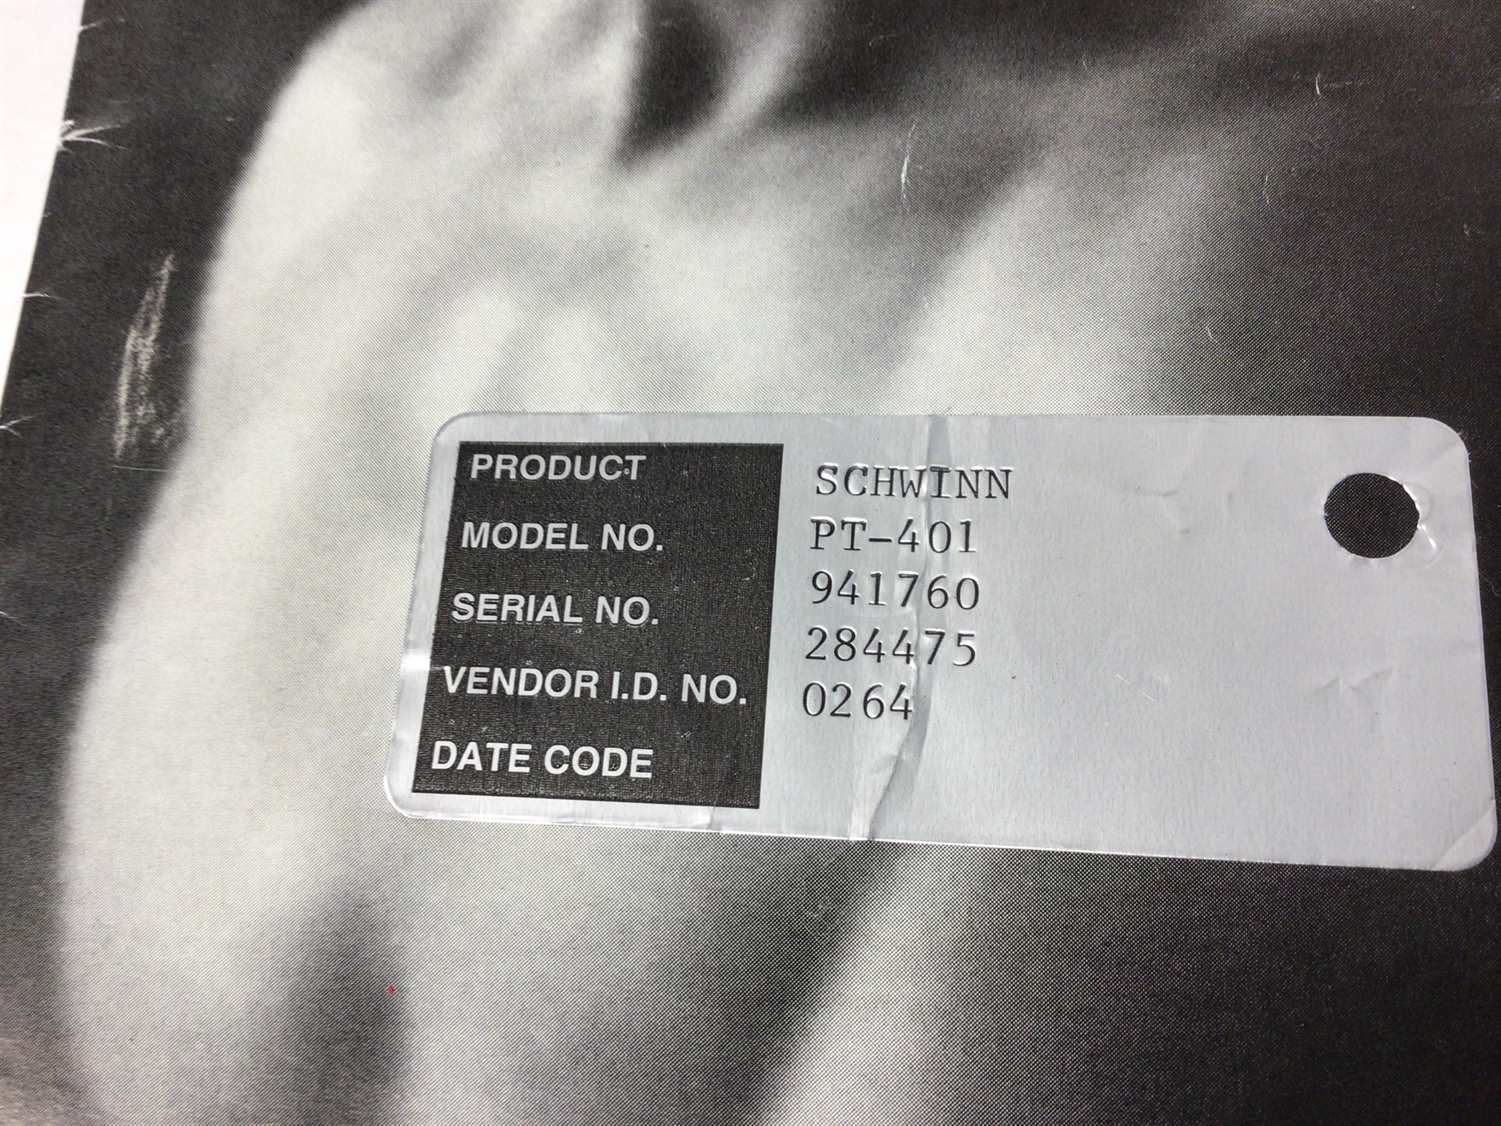 PRODUCT SCHWINN
MODEL NO. PT-401
SERIAL NO. 941760
VENDOR I.D. NO. 284475
DATE CODE 0264